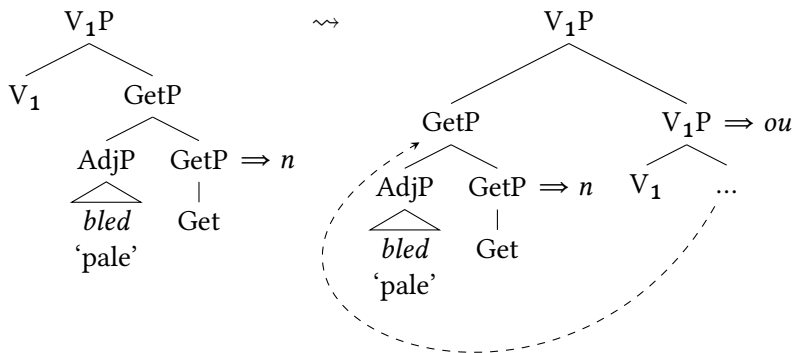 V₁P ⇝ V₁P
V₁ GetP GetP V₁P ⇒ ou
AdjP GetP ⇒ n AdjP GetP ⇒ n V₁ ...
bled Get bled Get
‘pale’ ‘pale’